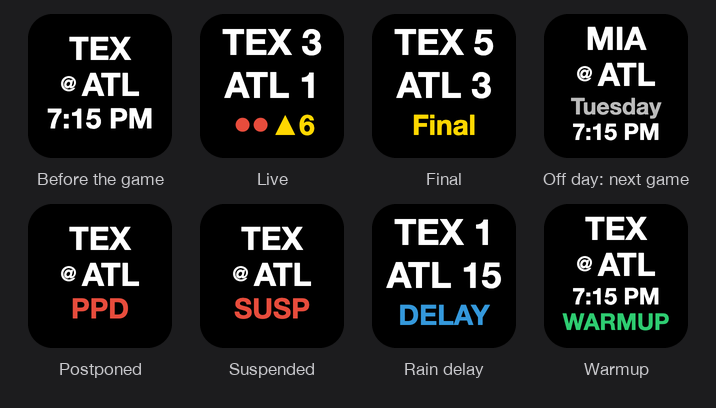 TEX
@ ATL
7:15 PM
Before the game
TEX 3
ATL 1
●● ▲6
Live
TEX 5
ATL 3
Final
Final
MIA
@ ATL
Tuesday
7:15 PM
Off day: next game
TEX
@ ATL
PPD
Postponed
TEX
@ ATL
SUSP
Suspended
TEX 1
ATL 15
DELAY
Rain delay
TEX
@ ATL
7:15 PM
WARMUP
Warmup